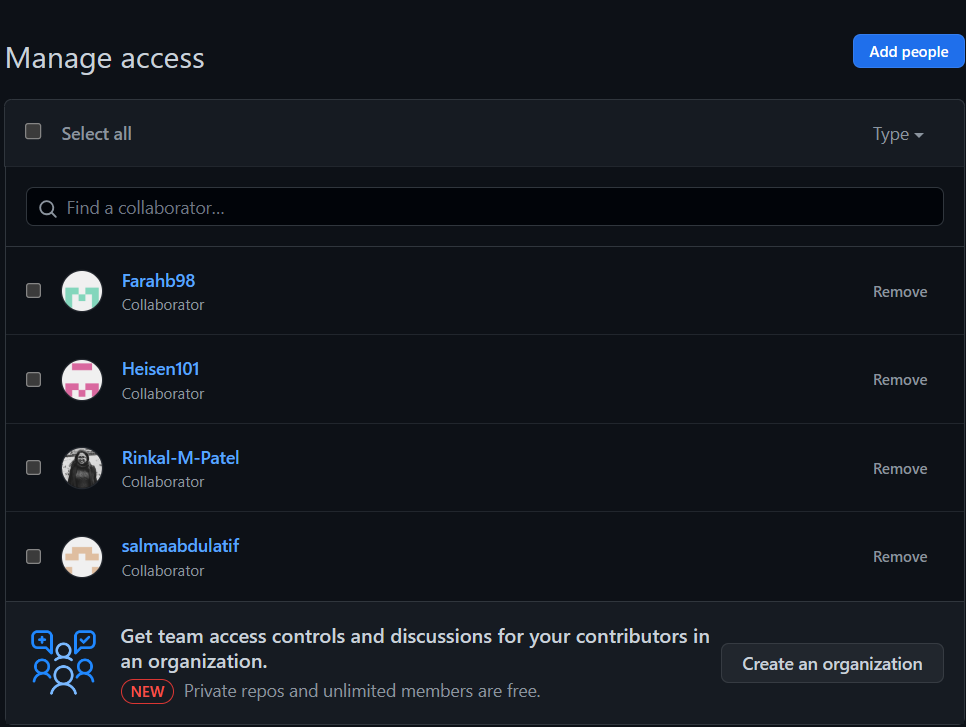 Manage access
Add people
Select all
Type
Find a collaborator...
Farahb98
Collaborator
Remove
Heisen101
Collaborator
Remove
Rinkal-M-Patel
Collaborator
Remove
salmaabdulatif
Collaborator
Remove
Get team access controls and discussions for your contributors in
an organization.
NEW Private repos and unlimited members are free.
Create an organization